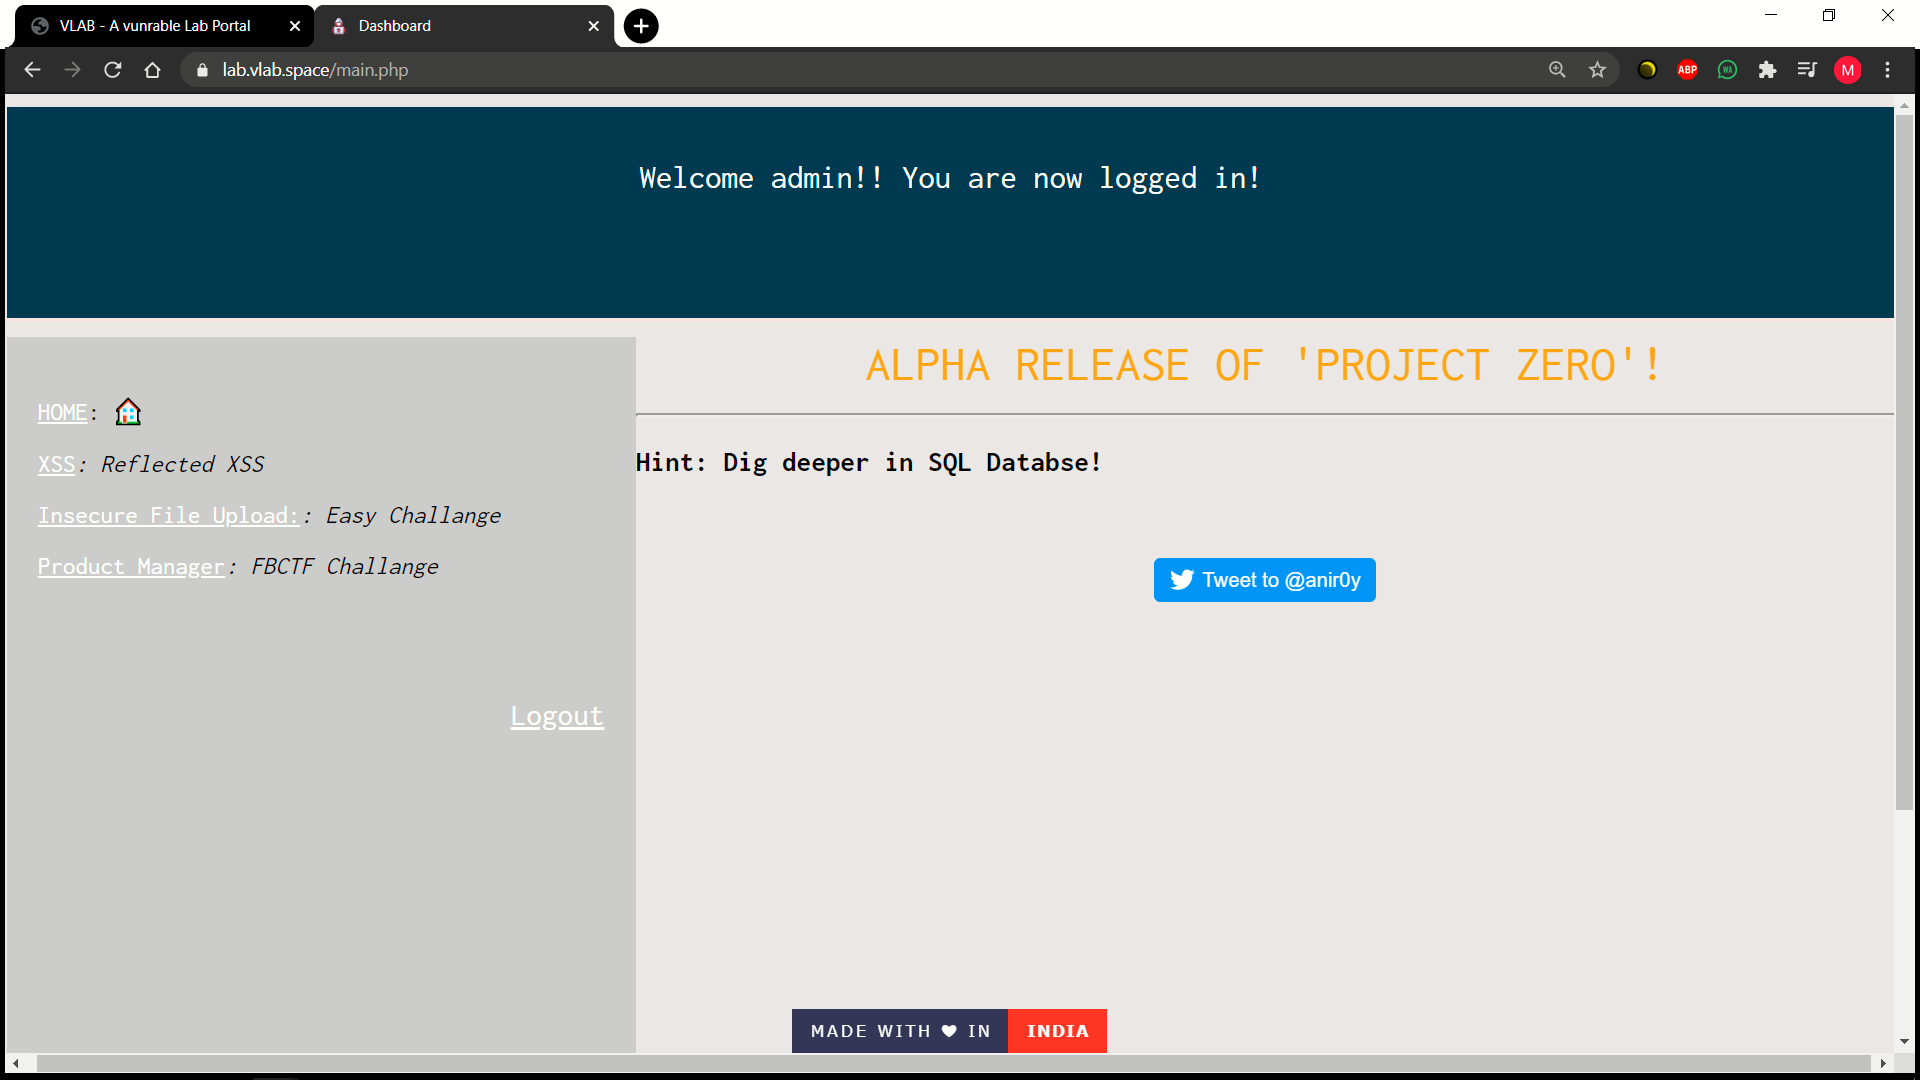 VLAB - A vunrable Lab Portal
Dashboard
lab.vlab.space/main.php
ABP
WA
M
Welcome admin!! You are now logged in!
ALPHA RELEASE OF 'PROJECT ZERO'!
HOME:
XSS: Reflected XSS
Insecure File Upload:: Easy Challange
Product Manager: FBCTF Challange
Logout
Hint: Dig deeper in SQL Databse!
Tweet to @anir0y
MADE WITH ♥ IN INDIA